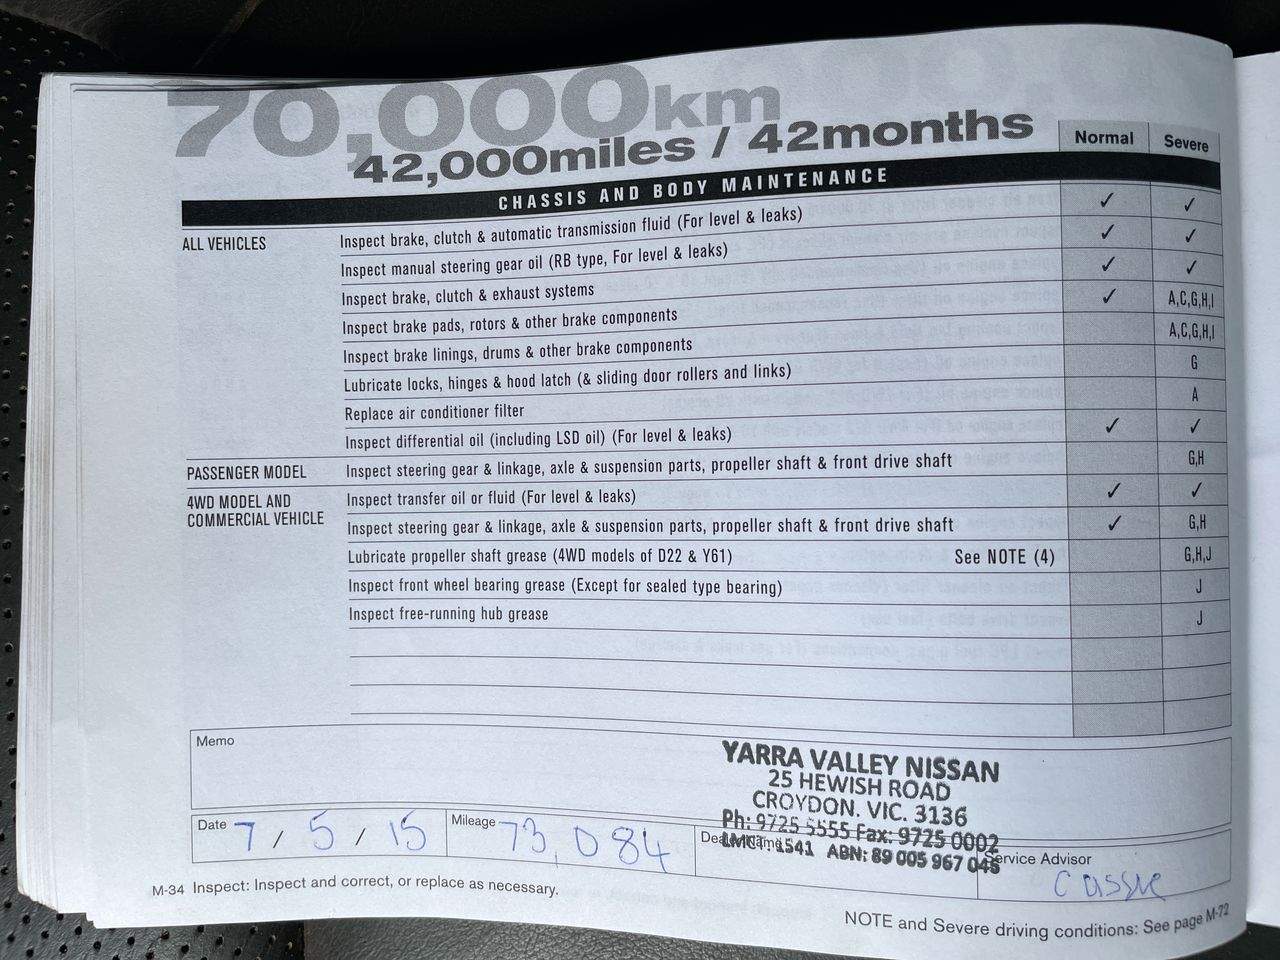 70,000km
42,000miles / 42months
Normal Severe
CHASSIS AND BODY MAINTENANCE
ALL VEHICLES Inspect brake, clutch & automatic transmission fluid (For level & leaks) ✓ ✓
Inspect manual steering gear oil (RB type, For level & leaks) ✓ ✓
Inspect brake, clutch & exhaust systems ✓ ✓
Inspect brake pads, rotors & other brake components ✓ A,C,G,H,I
Inspect brake linings, drums & other brake components A,C,G,H,I
Lubricate locks, hinges & hood latch (& sliding door rollers and links) G
Replace air conditioner filter A
Inspect differential oil (including LSD oil) (For level & leaks) ✓ ✓
PASSENGER MODEL Inspect steering gear & linkage, axle & suspension parts, propeller shaft & front drive shaft G,H
4WD MODEL AND
COMMERCIAL VEHICLE
Inspect transfer oil or fluid (For level & leaks) ✓ ✓
Inspect steering gear & linkage, axle & suspension parts, propeller shaft & front drive shaft ✓ G,H
Lubricate propeller shaft grease (4WD models of D22 & Y61) See NOTE (4) G,H,J
Inspect front wheel bearing grease (Except for sealed type bearing) J
Inspect free-running hub grease J
Memo
YARRA VALLEY NISSAN
25 HEWISH ROAD
CROYDON. VIC. 3136
Ph: 9725 5555 Fax: 9725 0002
LMCT: 1541 ABN: 89 005 967 045
Date 7 / 5 / 15 Mileage 73,084
Service Advisor
Cassie
M-34 Inspect: Inspect and correct, or replace as necessary.
NOTE and Severe driving conditions: See page M-72